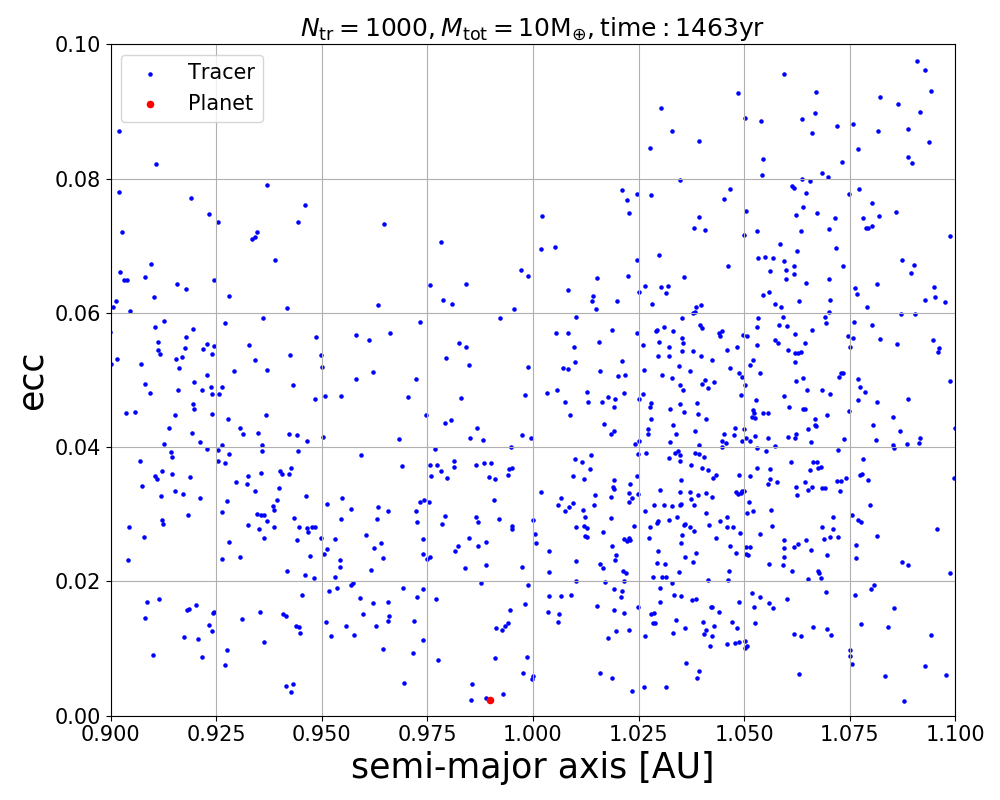 N_tr = 1000, M_tot = 10M_⊕, time : 1463yr
0.10
Tracer
Planet
0.08
0.06
ecc
0.04
0.02
0.00
0.900 0.925 0.950 0.975 1.000 1.025 1.050 1.075 1.100
semi-major axis [AU]